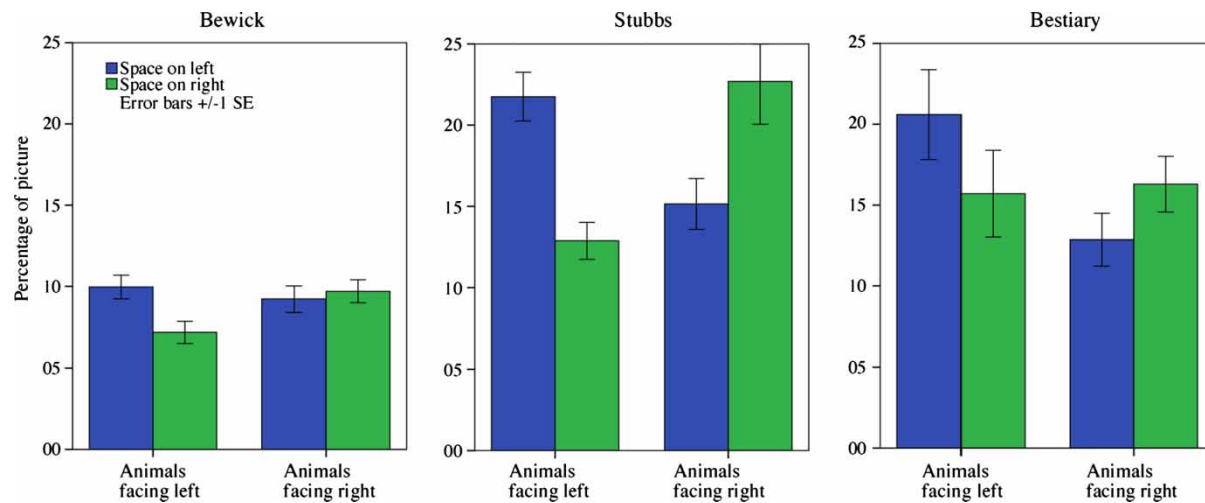 Bewick
Stubbs
Bestiary
Percentage of picture
25
20
15
10
05
00
Space on left
Space on right
Error bars +/-1 SE
Animals
facing left
Animals
facing right
25
20
15
10
05
00
Animals
facing left
Animals
facing right
25
20
15
10
05
00
Animals
facing left
Animals
facing right